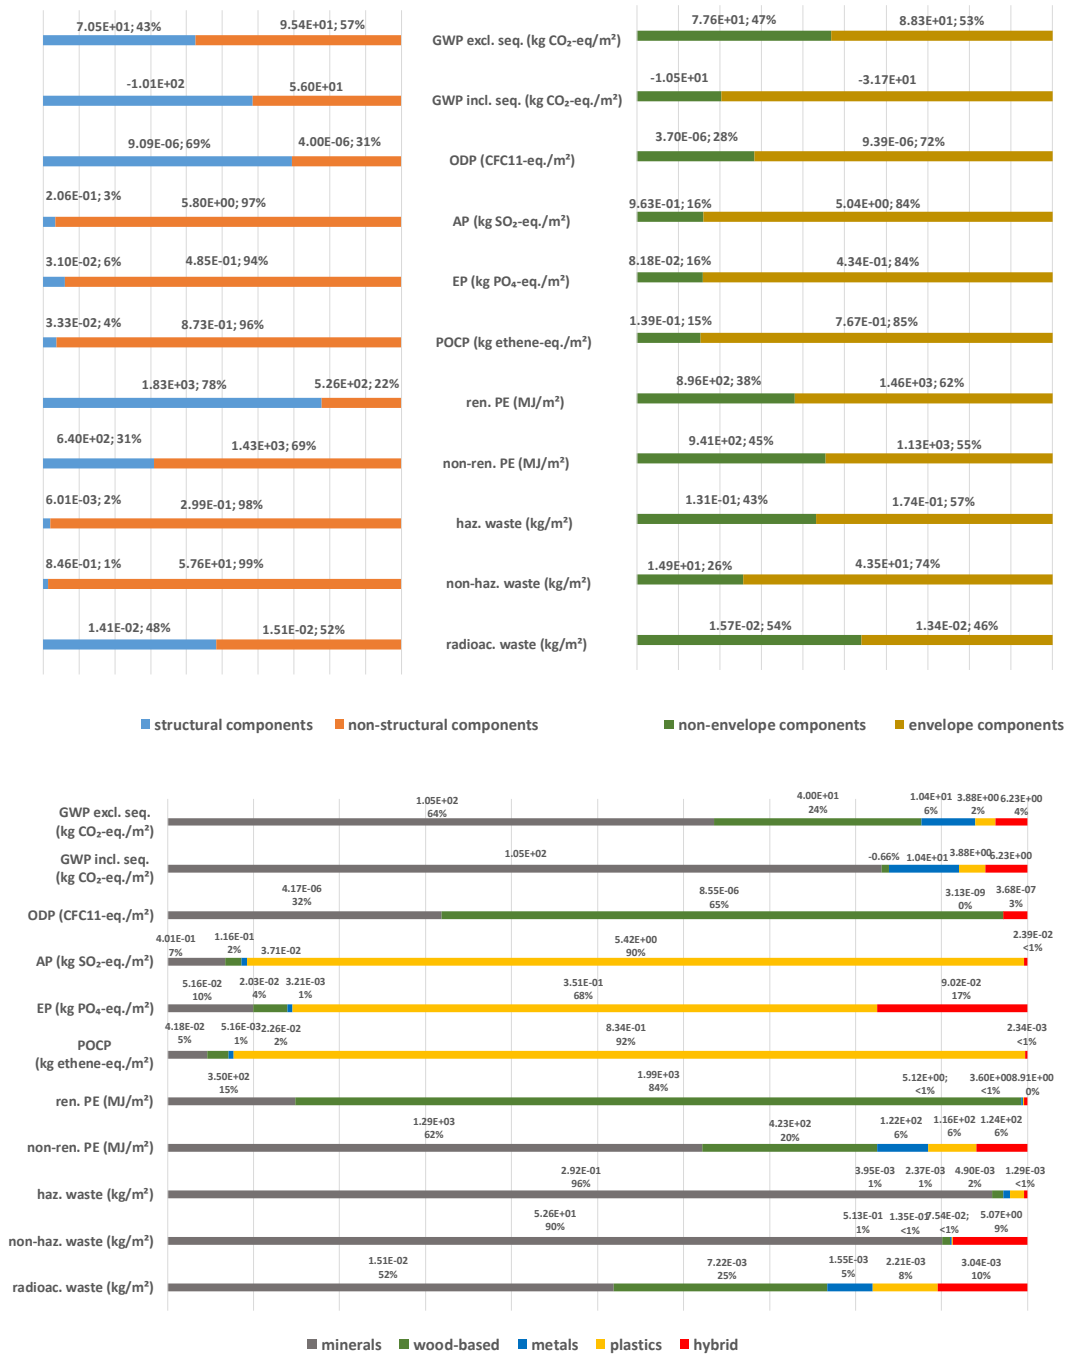 7.05E+01; 43%
9.54E+01; 57%
GWP excl. seq. (kg CO₂-eq/m²)
7.76E+01; 47%
8.83E+01; 53%
-1.01E+02
5.60E+01
GWP incl. seq. (kg CO₂-eq./m²)
-1.05E+01
-3.17E+01
9.09E-06; 69%
4.00E-06; 31%
ODP (CFC11-eq./m²)
3.70E-06; 28%
9.39E-06; 72%
2.06E-01; 3%
5.80E+00; 97%
AP (kg SO₂-eq./m²)
9.63E-01; 16%
5.04E+00; 84%
3.10E-02; 6%
4.85E-01; 94%
EP (kg PO₄-eq./m²)
8.18E-02; 16%
4.34E-01; 84%
3.33E-02; 4%
8.73E-01; 96%
POCP (kg ethene-eq./m²)
1.39E-01; 15%
7.67E-01; 85%
1.83E+03; 78%
5.26E+02; 22%
ren. PE (MJ/m²)
8.96E+02; 38%
1.46E+03; 62%
6.40E+02; 31%
1.43E+03; 69%
non-ren. PE (MJ/m²)
9.41E+02; 45%
1.13E+03; 55%
6.01E-03; 2%
2.99E-01; 98%
haz. waste (kg/m²)
1.31E-01; 43%
1.74E-01; 57%
8.46E-01; 1%
5.76E+01; 99%
non-haz. waste (kg/m²)
1.49E+01; 26%
4.35E+01; 74%
1.41E-02; 48%
1.51E-02; 52%
radioac. waste (kg/m²)
1.57E-02; 54%
1.34E-02; 46%
structural components
non-structural components
non-envelope components
envelope components
GWP excl. seq.
(kg CO₂-eq./m²)
1.05E+02
64%
4.00E+01
24%
1.04E+01
6%
3.88E+00
2%
6.23E+00
4%
GWP incl. seq.
(kg CO₂-eq./m²)
1.05E+02
-0.66%
1.04E+01
3.88E+00
6.23E+00
ODP (CFC11-eq./m²)
4.17E-06
32%
8.55E-06
65%
3.13E-09
0%
3.68E-07
3%
AP (kg SO₂-eq./m²)
4.01E-01
7%
1.16E-01
2%
3.71E-02
5.42E+00
90%
2.39E-02
<1%
EP (kg PO₄-eq./m²)
5.16E-02
10%
2.03E-02
4%
3.21E-03
1%
3.51E-01
68%
9.02E-02
17%
POCP
(kg ethene-eq./m²)
4.18E-02
5%
5.16E-03
1%
2.26E-02
2%
8.34E-01
92%
2.34E-03
<1%
ren. PE (MJ/m²)
3.50E+02
15%
1.99E+03
84%
5.12E+00;
<1%
3.60E+00
<1%
8.91E+00
0%
non-ren. PE (MJ/m²)
1.29E+03
62%
4.23E+02
20%
1.22E+02
6%
1.16E+02
6%
1.24E+02
6%
haz. waste (kg/m²)
2.92E-01
96%
3.95E-03
1%
2.37E-03
1%
4.90E-03
2%
1.29E-03
<1%
non-haz. waste (kg/m²)
5.26E+01
90%
5.13E-01
1%
1.35E-01
<1%
7.54E-02;
<1%
5.07E+00
9%
radioac. waste (kg/m²)
1.51E-02
52%
7.22E-03
25%
1.55E-03
5%
2.21E-03
8%
3.04E-03
10%
minerals
wood-based
metals
plastics
hybrid